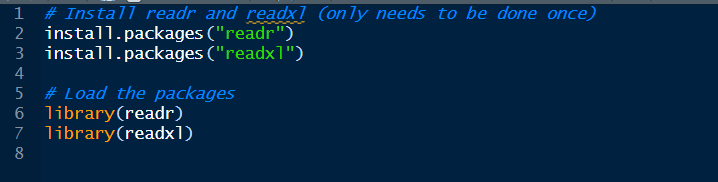 1 # Install readr and readxl (only needs to be done once)
2 install.packages("readr")
3 install.packages("readxl")
4
5 # Load the packages
6 library(readr)
7 library(readxl)
8